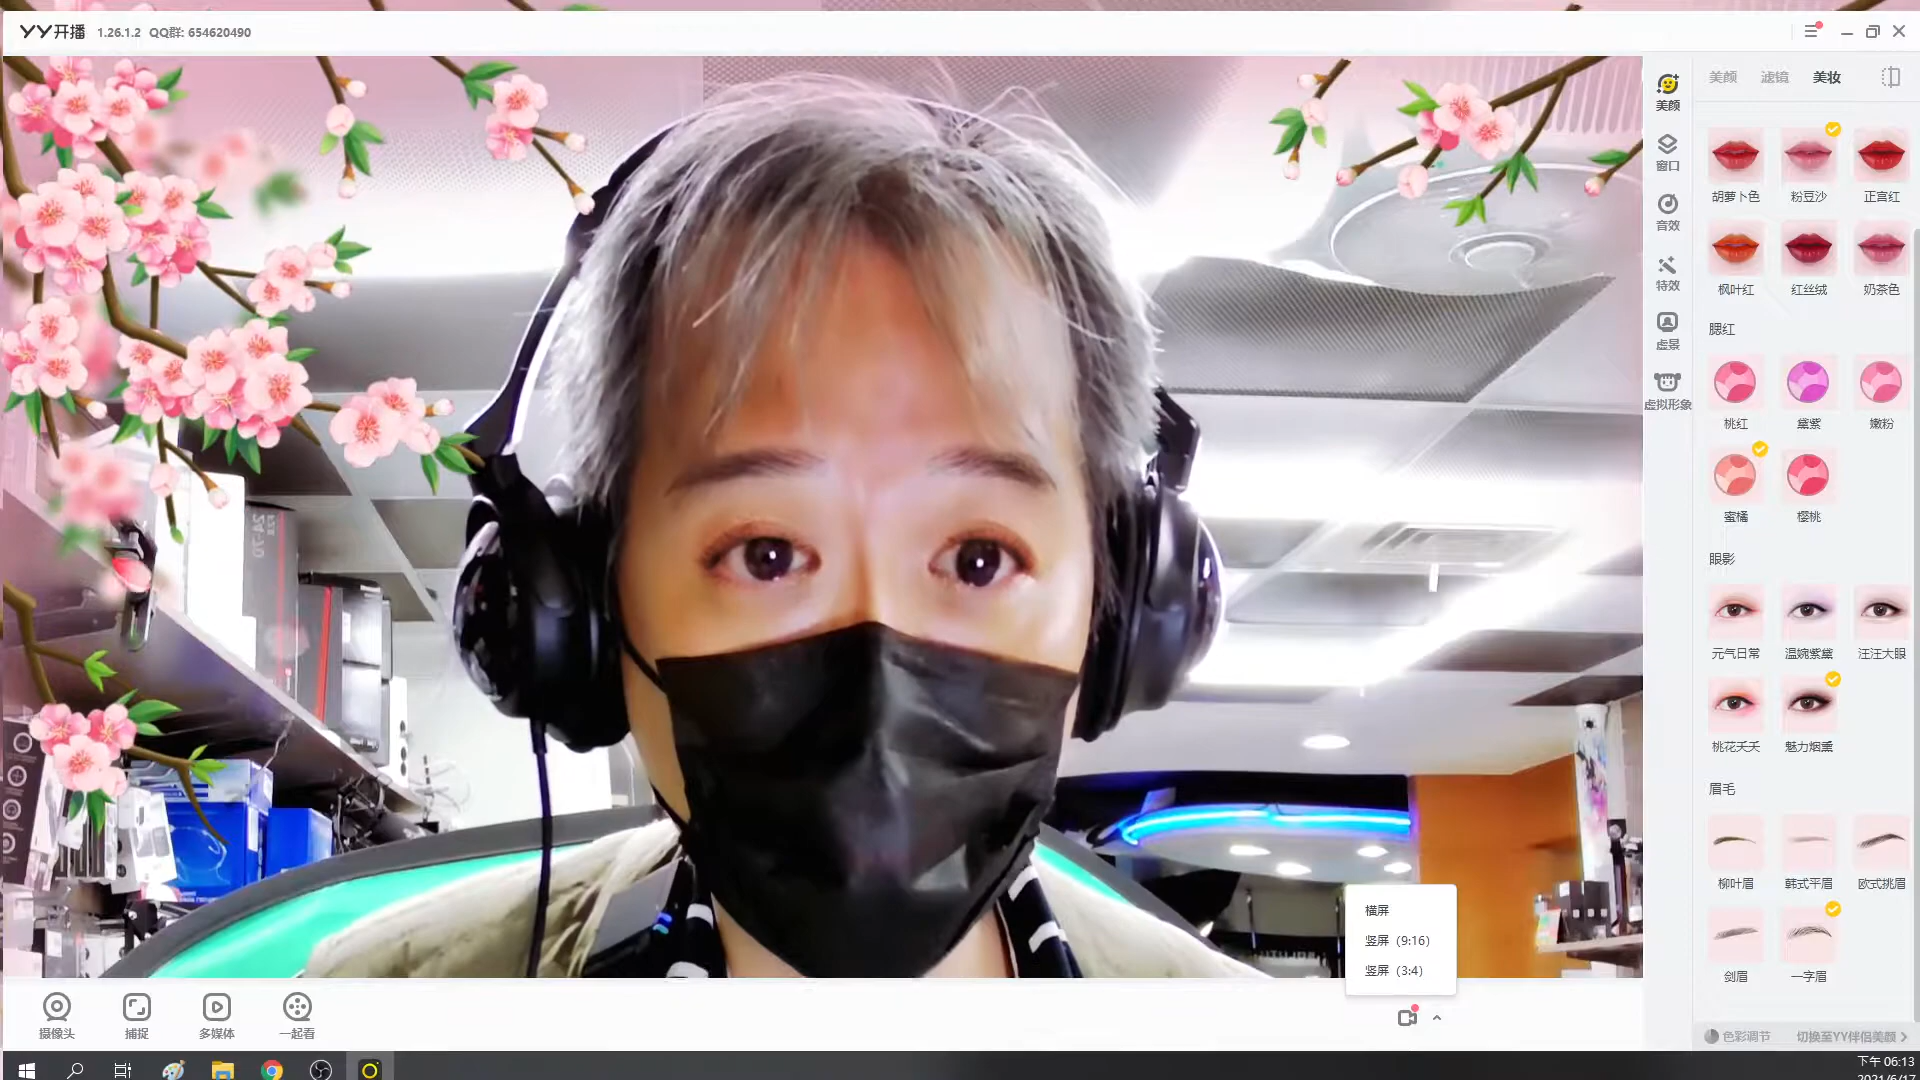 YY开播 1.26.1.2 QQ群: 654620490
美颜 滤镜 美妆
美颜
窗口
音效
特效
虚景
虚拟形象
胡萝卜色 粉豆沙 正宫红
枫叶红 红丝绒 奶茶色
腮红
桃红 黛紫 嫩粉
蜜橘 樱桃
眼影
元气日常 温婉紫黛 汪汪大眼
桃花夭夭 魅力烟熏
眉毛
柳叶眉 韩式平眉 欧式挑眉
剑眉 一字眉
色彩调节 切换至YY伴侣美颜
横屏
竖屏（9:16）
竖屏（3:4）
摄像头 捕捉 多媒体 一起看
24-70
下午 06:13
2021/6/17